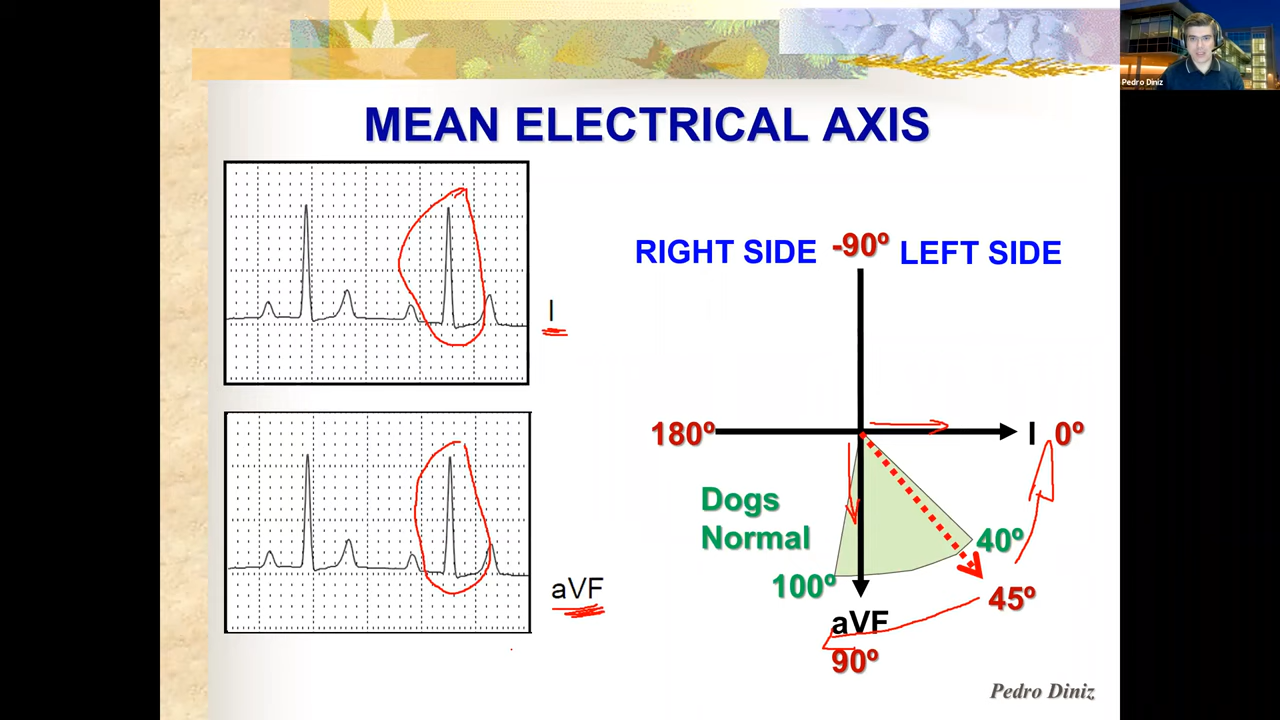 Pedro Diniz
MEAN ELECTRICAL AXIS
RIGHT SIDE -90º LEFT SIDE
I
180º I 0º
Dogs
Normal
40º
100º
45º
aVF
aVF
90º
Pedro Diniz